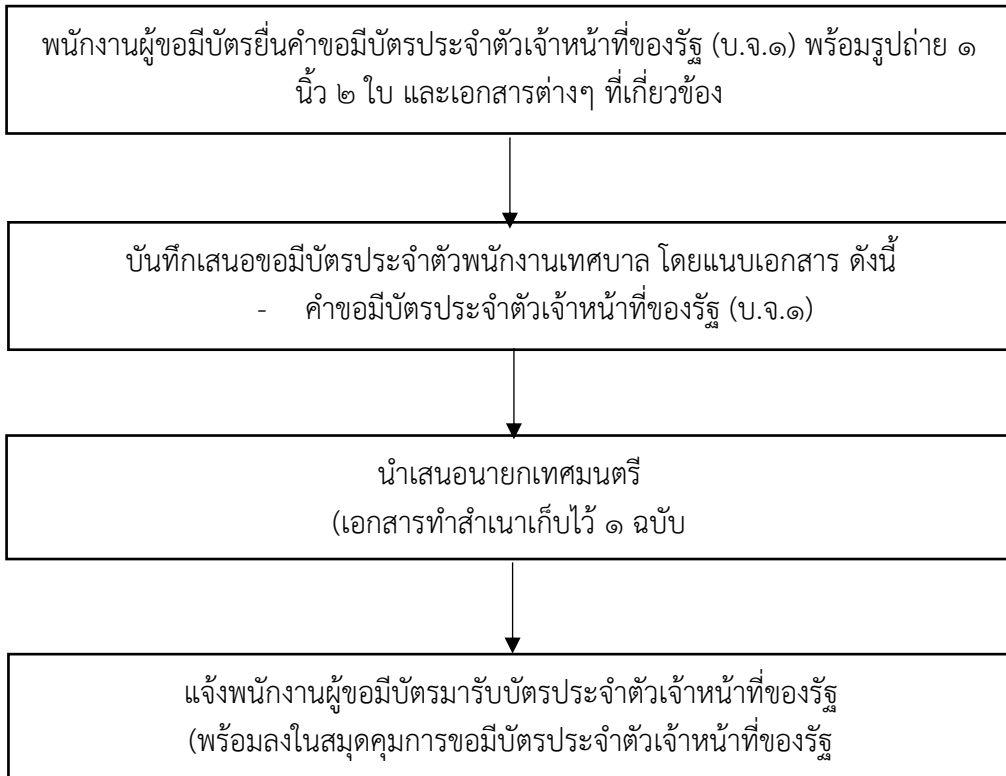 พนักงานผู้ขอมีบัตรยื่นคำขอมีบัตรประจำตัวเจ้าหน้าที่ของรัฐ (บ.จ.๑) พร้อมรูปถ่าย ๑
นิ้ว ๒ ใบ และเอกสารต่างๆ ที่เกี่ยวข้อง
บันทึกเสนอขอมีบัตรประจำตัวพนักงานเทศบาล โดยแนบเอกสาร ดังนี้
- คำขอมีบัตรประจำตัวเจ้าหน้าที่ของรัฐ (บ.จ.๑)
นำเสนอนายกเทศมนตรี
(เอกสารทำสำเนาเก็บไว้ ๑ ฉบับ
แจ้งพนักงานผู้ขอมีบัตรมารับบัตรประจำตัวเจ้าหน้าที่ของรัฐ
(พร้อมลงในสมุดคุมการขอมีบัตรประจำตัวเจ้าหน้าที่ของรัฐ